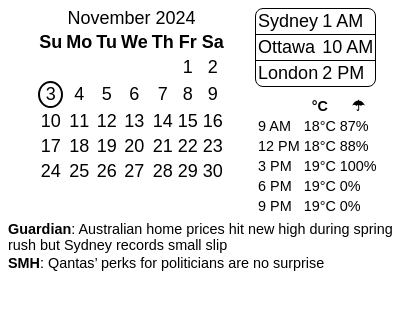 November 2024
Su Mo Tu We Th Fr Sa
1 2
3 4 5 6 7 8 9
10 11 12 13 14 15 16
17 18 19 20 21 22 23
24 25 26 27 28 29 30
Sydney 1 AM
Ottawa 10 AM
London 2 PM
°C ☂
9 AM 18°C 87%
12 PM 18°C 88%
3 PM 19°C 100%
6 PM 19°C 0%
9 PM 19°C 0%
Guardian: Australian home prices hit new high during spring
rush but Sydney records small slip
SMH: Qantas’ perks for politicians are no surprise